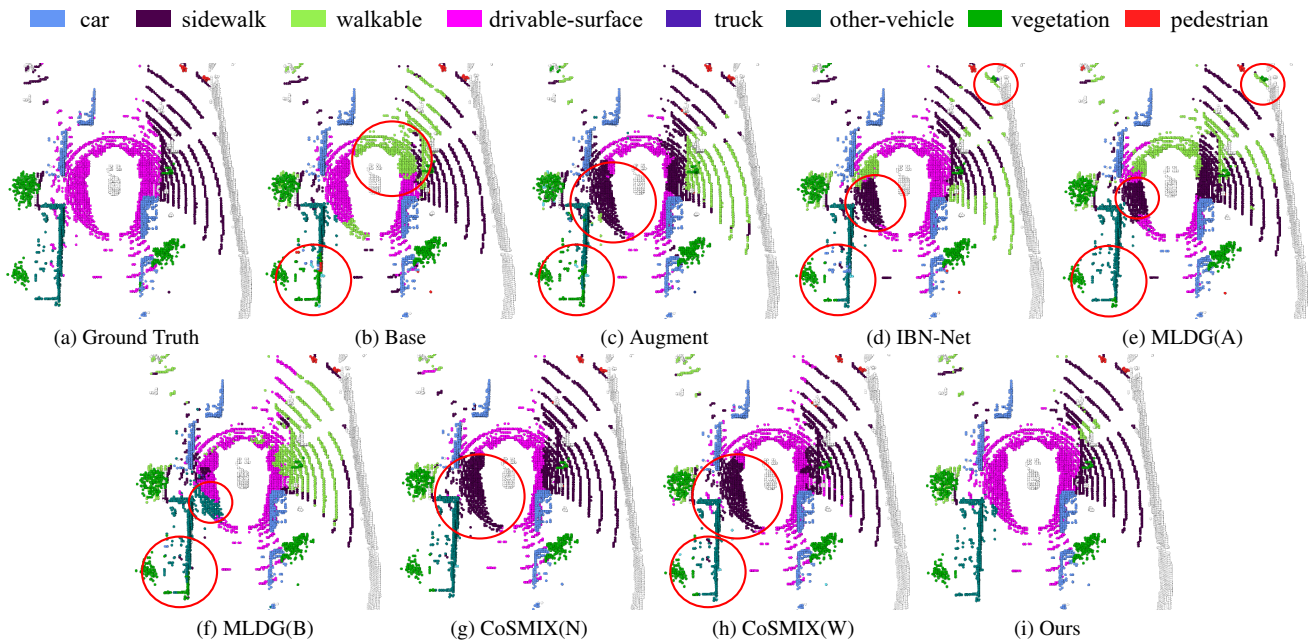 car sidewalk walkable drivable-surface truck other-vehicle vegetation pedestrian
(a) Ground Truth (b) Base (c) Augment (d) IBN-Net (e) MLDG(A)
(f) MLDG(B) (g) CoSMIX(N) (h) CoSMIX(W) (i) Ours